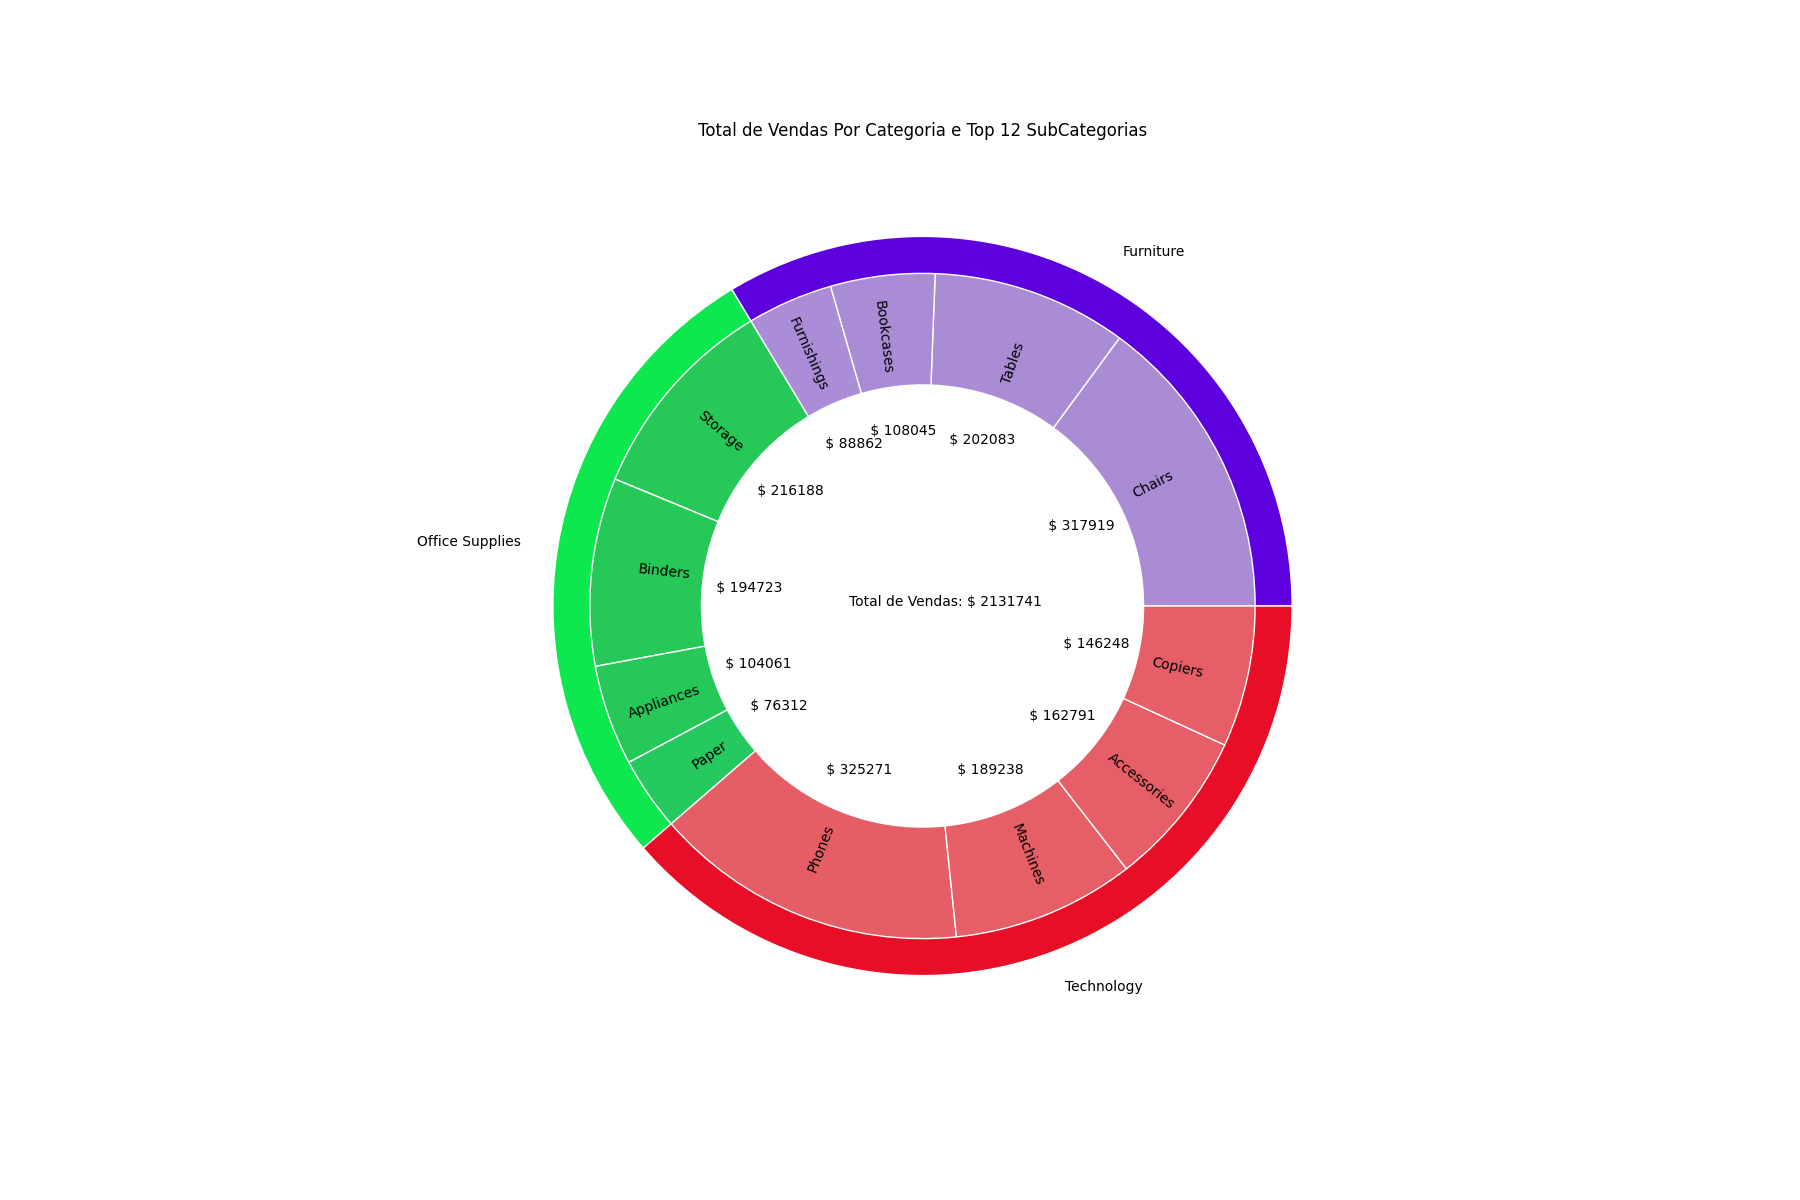 Total de Vendas Por Categoria e Top 12 SubCategorias
Furniture
Office Supplies
Technology
Furnishings
Bookcases
Tables
Chairs
Storage
Binders
Appliances
Paper
Phones
Machines
Accessories
Copiers
$ 88862
$ 108045
$ 202083
$ 317919
$ 216188
$ 194723
$ 104061
$ 76312
$ 325271
$ 189238
$ 162791
$ 146248
Total de Vendas: $ 2131741